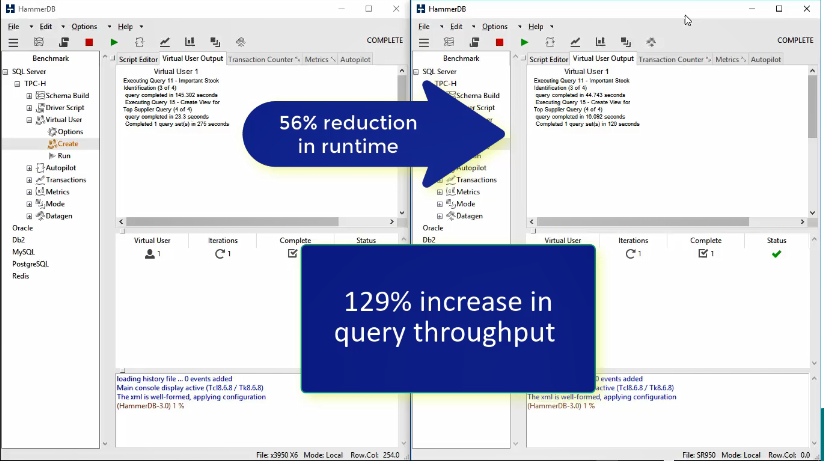 HammerDB
File Edit Options Help
COMPLETE
Benchmark
SQL Server
TPC-H
Schema Build
Driver Script
Virtual User
Options
Create
Run
Autopilot
Transactions
Metrics
Mode
Datagen
Oracle
Db2
MySQL
PostgreSQL
Redis
Script Editor Virtual User Output Transaction Counter Metrics Autopilot
Virtual User 1
Executing Query 11 - Important Stock
Identification (3 of 4)
query completed in 145.302 seconds
Executing Query 15 - Create View for
Top Supplier Query (4 of 4)
query completed in 23.3 seconds
Completed 1 query set(s) in 275 seconds
Virtual User Iterations Complete Status
1 1
loading history file ... 0 events added
Main console display active (Tcl8.6.8 / Tk8.6.8)
The xml is well-formed, applying configuration
(HammerDB-3.0) 1 %
File: x3950 X6 Mode: Local Row.Col: 254.0
56% reduction
in runtime
129% increase in
query throughput
HammerDB
File Edit Options Help
COMPLETE
Benchmark
SQL Server
TPC-H
Schema Build
Script
Autopilot
Transactions
Metrics
Mode
Datagen
Oracle
Db2
Script Editor Virtual User Output Transaction Counter Metrics Autopilot
Virtual User 1
Executing Query 11 - Important Stock
Identification (3 of 4)
query completed in 44.743 seconds
Executing Query 15 - Create View for
Top Supplier Query (4 of 4)
query completed in 10.092 seconds
Completed 1 query set(s) in 120 seconds
Virtual User Iterations Complete Status
1 1
0 events added
active (Tcl8.6.8 / Tk8.6.8)
The xml is well-formed, applying configuration
(HammerDB-3.0) 1 %
File: SR950 Mode: Local Row.Col: 0.0